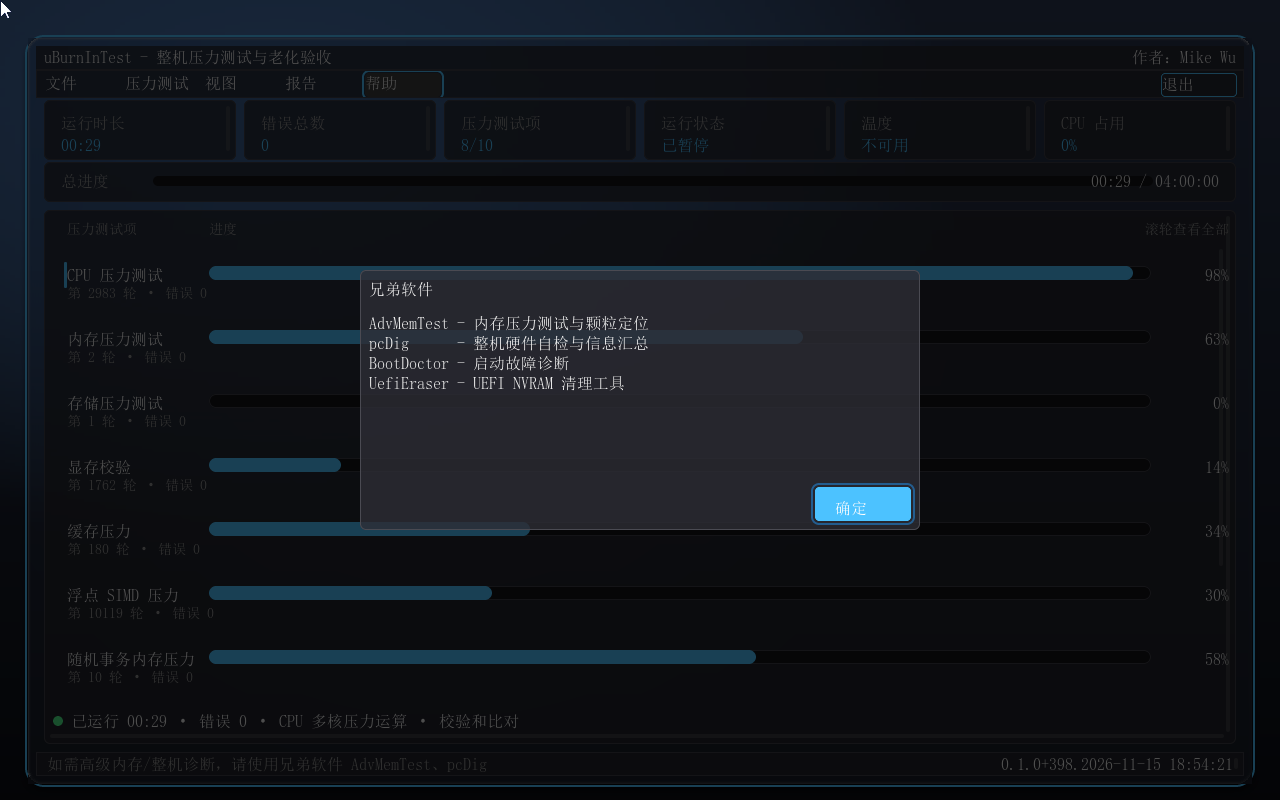 uBurnInTest - 整机压力测试与老化验收
作者: Mike Wu
文件 压力测试 视图 报告 帮助 退出
运行时长 错误总数 压力测试项 运行状态 温度 CPU 占用
00:29 0 8/10 已暂停 不可用 0%
总进度 00:29 / 04:00:00
压力测试项 进度 滚轮查看全部
CPU 压力测试 98%
第 2983 轮 • 错误 0
内存压力测试 63%
第 2 轮 • 错误 0
存储压力测试 0%
第 1 轮 • 错误 0
显存校验 14%
第 1762 轮 • 错误 0
缓存压力 34%
第 180 轮 • 错误 0
浮点 SIMD 压力 30%
第 10119 轮 • 错误 0
随机事务内存压力 58%
第 10 轮 • 错误 0
兄弟软件
AdvMemTest - 内存压力测试与颗粒定位
pcDig - 整机硬件自检与信息汇总
BootDoctor - 启动故障诊断
UefiEraser - UEFI NVRAM 清理工具
确定
已运行 00:29 • 错误 0 • CPU 多核压力运算 • 校验和比对
如需高级内存/整机诊断, 请使用兄弟软件 AdvMemTest、pcDig
0.1.0+398.2026-11-15 18:54:21